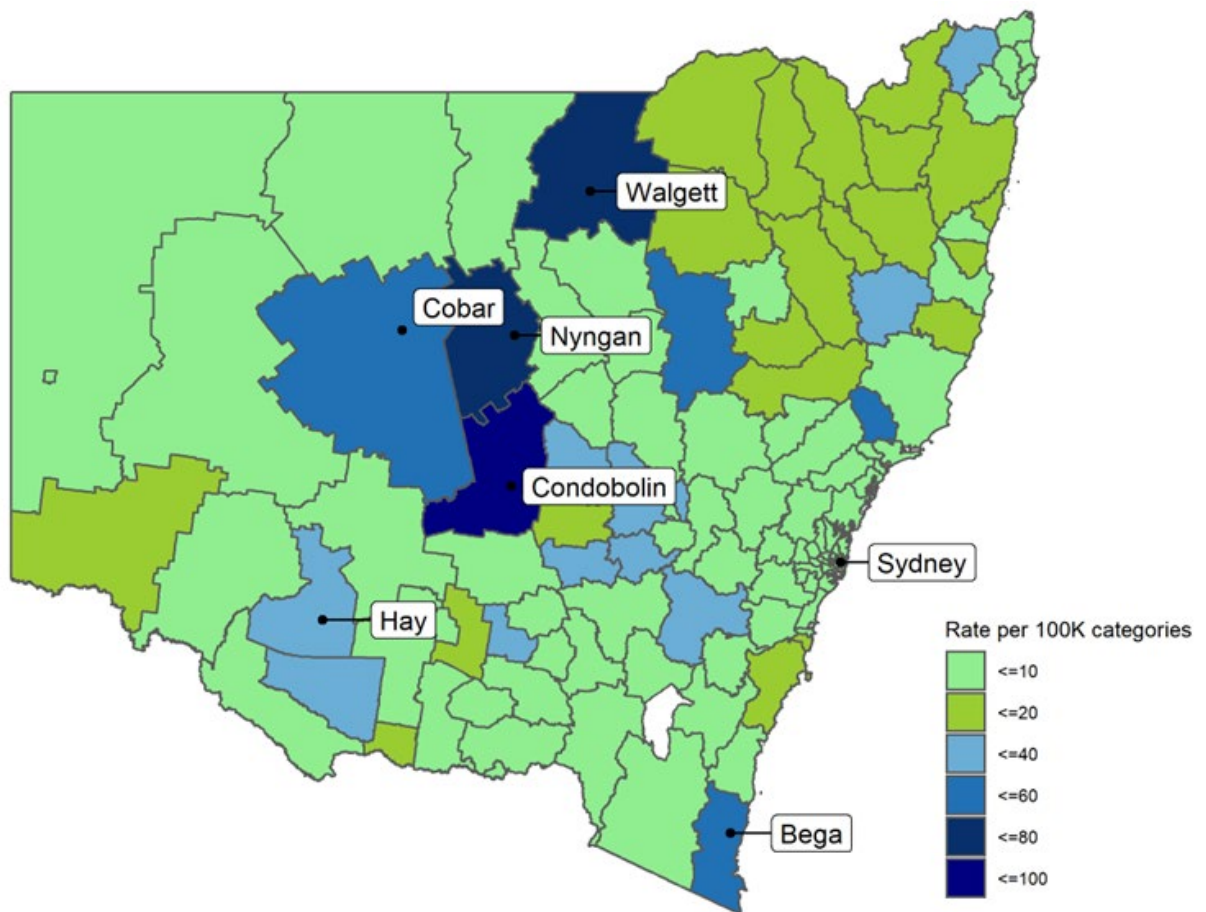 Walgett
Cobar
Nyngan
Condobolin
Sydney
Hay
Rate per 100K categories
<=10
<=20
<=40
<=60
<=80
<=100
Bega